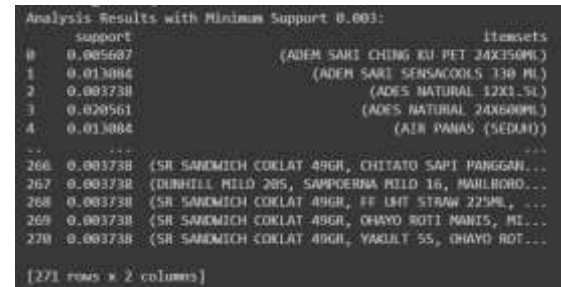 Analysis Results with Minimum Support 0.003:
support itemsets
0 0.005607 (ADEM SARI CHING KU PET 24X350ML)
1 0.013084 (ADEM SARI SENSACOOLS 330 ML)
2 0.003738 (ADES NATURAL 12X1.5L)
3 0.020561 (ADES NATURAL 24X600ML)
4 0.013084 (AIR PANAS (SEDUH))
.. ... ...
266 0.003738 (SR SANDWICH COKLAT 49GR, CHITATO SAPI PANGGAN...
267 0.003738 (DUNHILL MILD 20S, SAMPOERNA MILD 16, MARLBORO...
268 0.003738 (SR SANDWICH COKLAT 49GR, FF UHT STRAW 225ML, ...
269 0.003738 (SR SANDWICH COKLAT 49GR, OHAYO ROTI MANIS, MI...
270 0.003738 (SR SANDWICH COKLAT 49GR, YAKULT 5S, OHAYO ROT...
[271 rows x 2 columns]